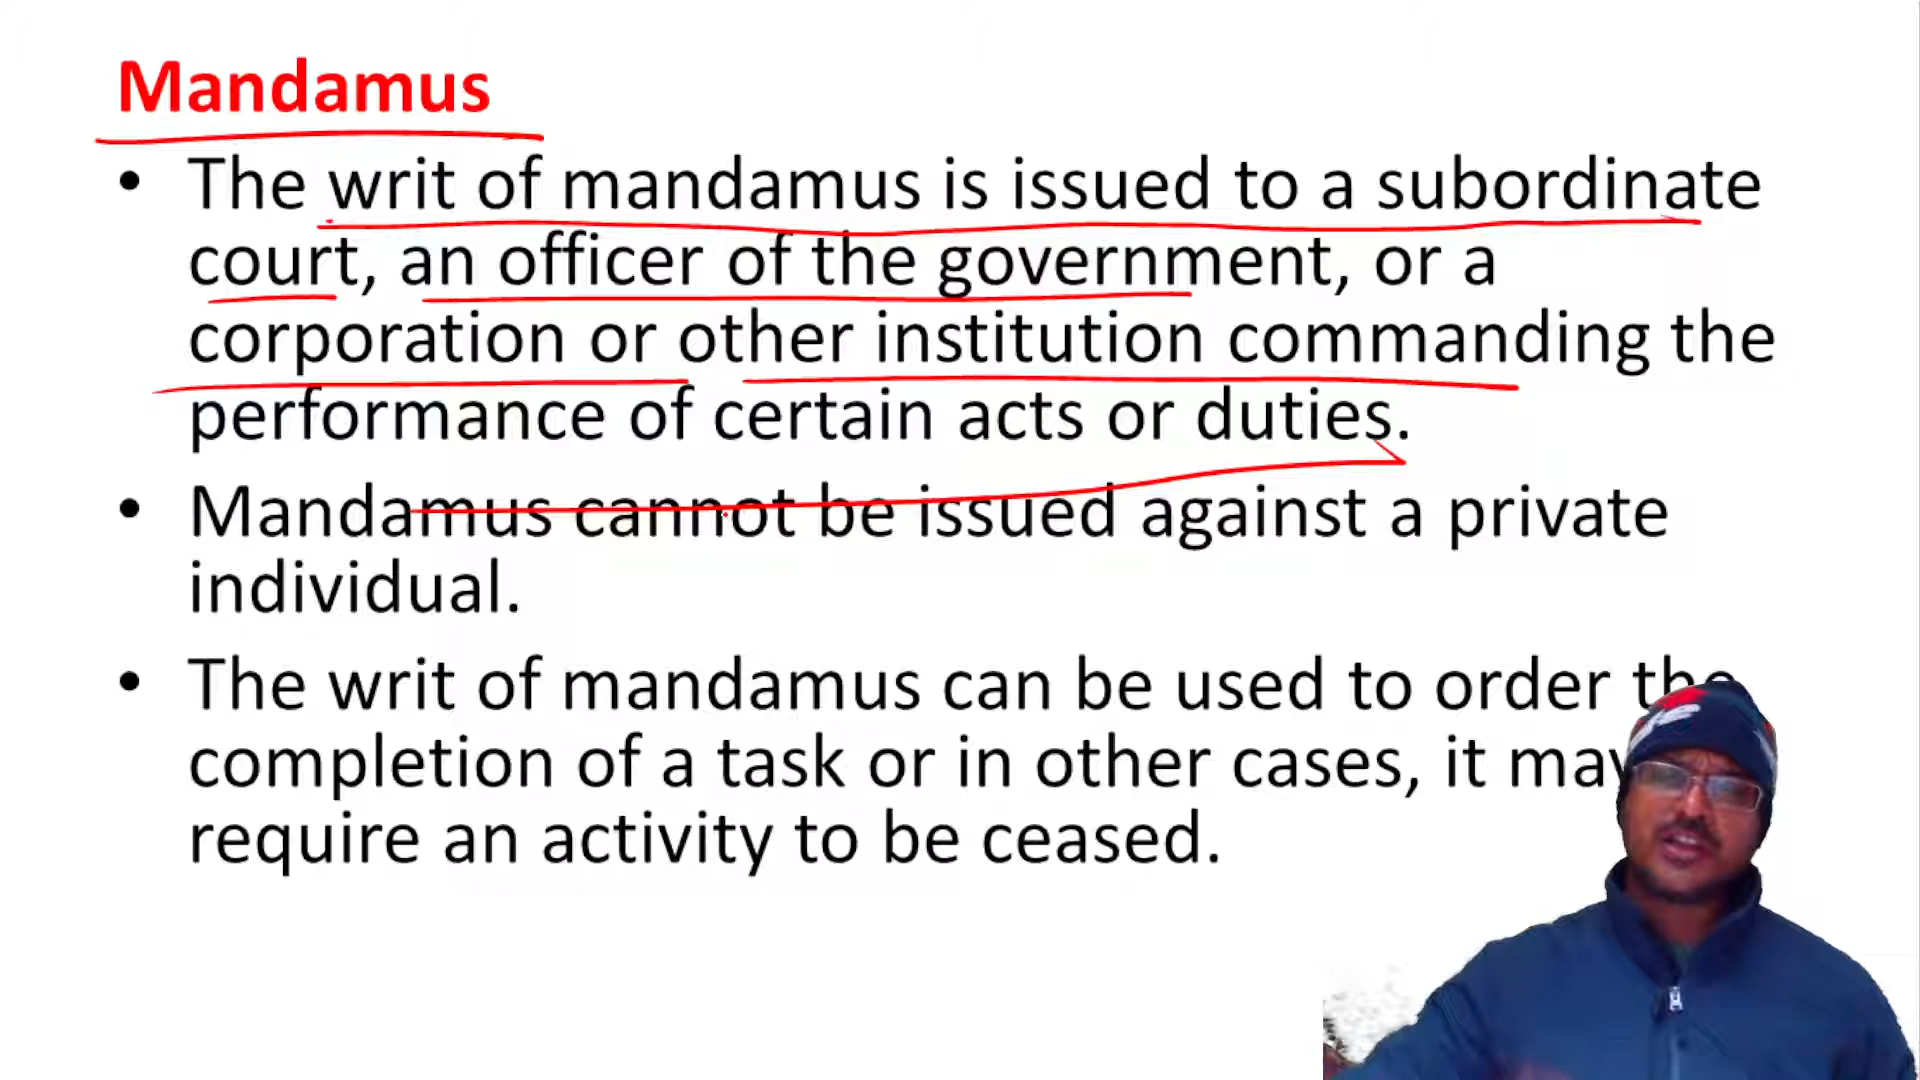 Mandamus
• The writ of mandamus is issued to a subordinate
court, an officer of the government, or a
corporation or other institution commanding the
performance of certain acts or duties.
• Mandamus cannot be issued against a private
individual.
• The writ of mandamus can be used to order the
completion of a task or in other cases, it may
require an activity to be ceased.